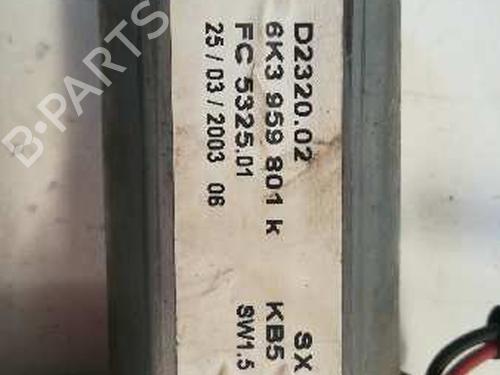 D2320.02 SX
6K3 959 801 k KB5
FC 5325.01 SW1.5
25/03/2003 06
B-PARTS